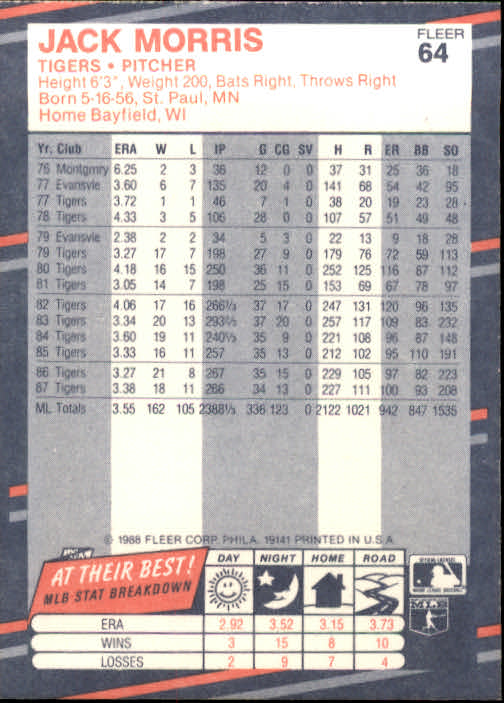 JACK MORRIS
FLEER
64
TIGERS • PITCHER
Height 6'3", Weight 200, Bats Right, Throws Right
Born 5-16-56, St. Paul, MN
Home Bayfield, WI
Yr. Club ERA W L IP G CG SV H R ER BB SO
76 Montgmry 6.25 2 3 36 12 0 0 37 31 25 36 18
77 Evansvle 3.60 6 7 135 20 4 0 141 68 54 42 95
77 Tigers 3.72 1 1 46 7 1 0 38 20 19 23 28
78 Tigers 4.33 3 5 106 28 0 0 107 57 51 49 48
79 Evansvle 2.38 2 2 34 5 3 0 22 13 9 18 28
79 Tigers 3.27 17 7 198 27 9 0 179 76 72 59 113
80 Tigers 4.18 16 15 250 36 11 0 252 125 116 87 112
81 Tigers 3.05 14 7 198 25 15 0 153 69 67 78 97
82 Tigers 4.06 17 16 266⅓ 37 17 0 247 131 120 96 135
83 Tigers 3.34 20 13 293⅔ 37 20 0 257 117 109 83 232
84 Tigers 3.60 19 11 240⅓ 35 9 0 221 108 96 87 148
85 Tigers 3.33 16 11 257 35 13 0 212 102 95 110 191
86 Tigers 3.27 21 8 267 35 15 0 229 105 97 82 223
87 Tigers 3.38 18 11 266 34 13 0 227 111 100 93 208
ML Totals 3.55 162 105 2388⅓ 336 123 0 2122 1021 942 847 1535
© 1988 FLEER CORP. PHILA. 19141 PRINTED IN U.S.A.
AT THEIR BEST!
MLB STAT BREAKDOWN
DAY NIGHT HOME ROAD
ERA 2.92 3.52 3.15 3.73
WINS 3 15 8 10
LOSSES 2 9 7 4